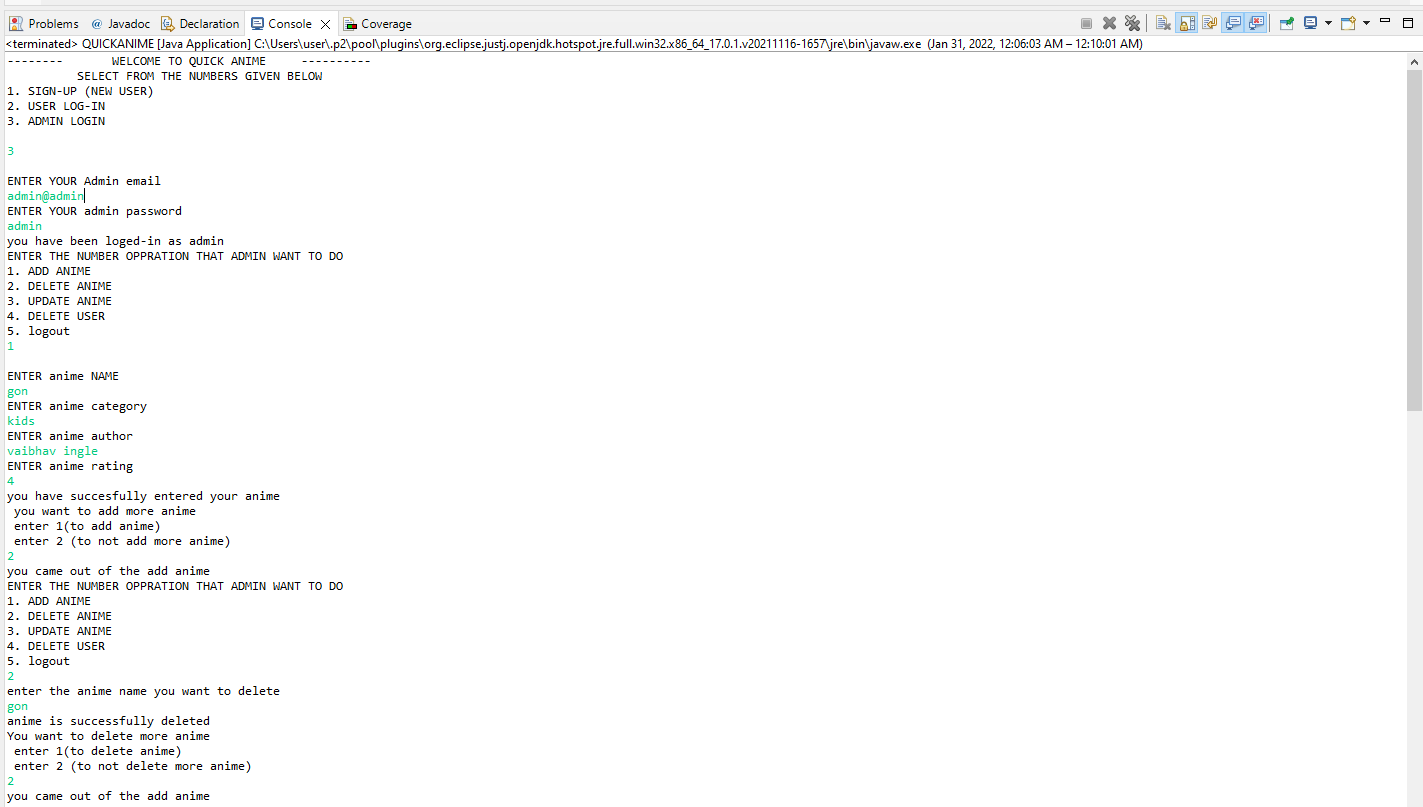 Problems @ Javadoc Declaration Console Coverage
<terminated> QUICKANIME [Java Application] C:\Users\user\.p2\pool\plugins\org.eclipse.justj.openjdk.hotspot.jre.full.win32.x86_64_17.0.1.v20211116-1657\jre\bin\javaw.exe (Jan 31, 2022, 12:06:03 AM – 12:10:01 AM)
-------- WELCOME TO QUICK ANIME ----------
SELECT FROM THE NUMBERS GIVEN BELOW
1. SIGN-UP (NEW USER)
2. USER LOG-IN
3. ADMIN LOGIN
3
ENTER YOUR Admin email
admin@admin
ENTER YOUR admin password
admin
you have been loged-in as admin
ENTER THE NUMBER OPPRATION THAT ADMIN WANT TO DO
1. ADD ANIME
2. DELETE ANIME
3. UPDATE ANIME
4. DELETE USER
5. logout
1
ENTER anime NAME
gon
ENTER anime category
kids
ENTER anime author
vaibhav ingle
ENTER anime rating
4
you have succesfully entered your anime
you want to add more anime
enter 1(to add anime)
enter 2 (to not add more anime)
2
you came out of the add anime
ENTER THE NUMBER OPPRATION THAT ADMIN WANT TO DO
1. ADD ANIME
2. DELETE ANIME
3. UPDATE ANIME
4. DELETE USER
5. logout
2
enter the anime name you want to delete
gon
anime is successfully deleted
You want to delete more anime
enter 1(to delete anime)
enter 2 (to not delete more anime)
2
you came out of the add anime